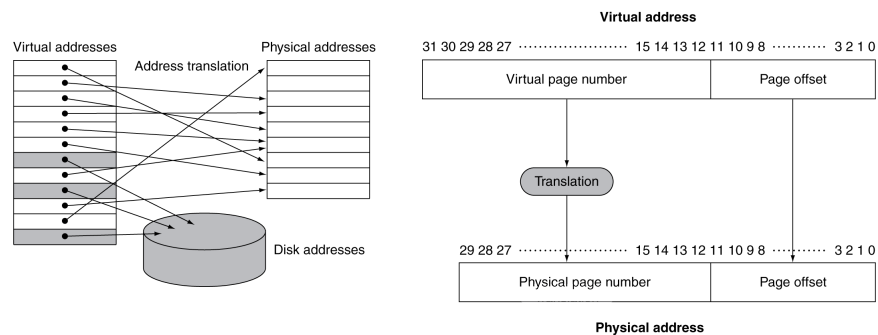 Virtual addresses
Physical addresses
Address translation
Disk addresses
Virtual address
31 30 29 28 27 ··························· 15 14 13 12 11 10 9 8 ··········· 3 2 1 0
Virtual page number
Page offset
Translation
29 28 27 ··························· 15 14 13 12 11 10 9 8 ··········· 3 2 1 0
Physical page number
Page offset
Physical address